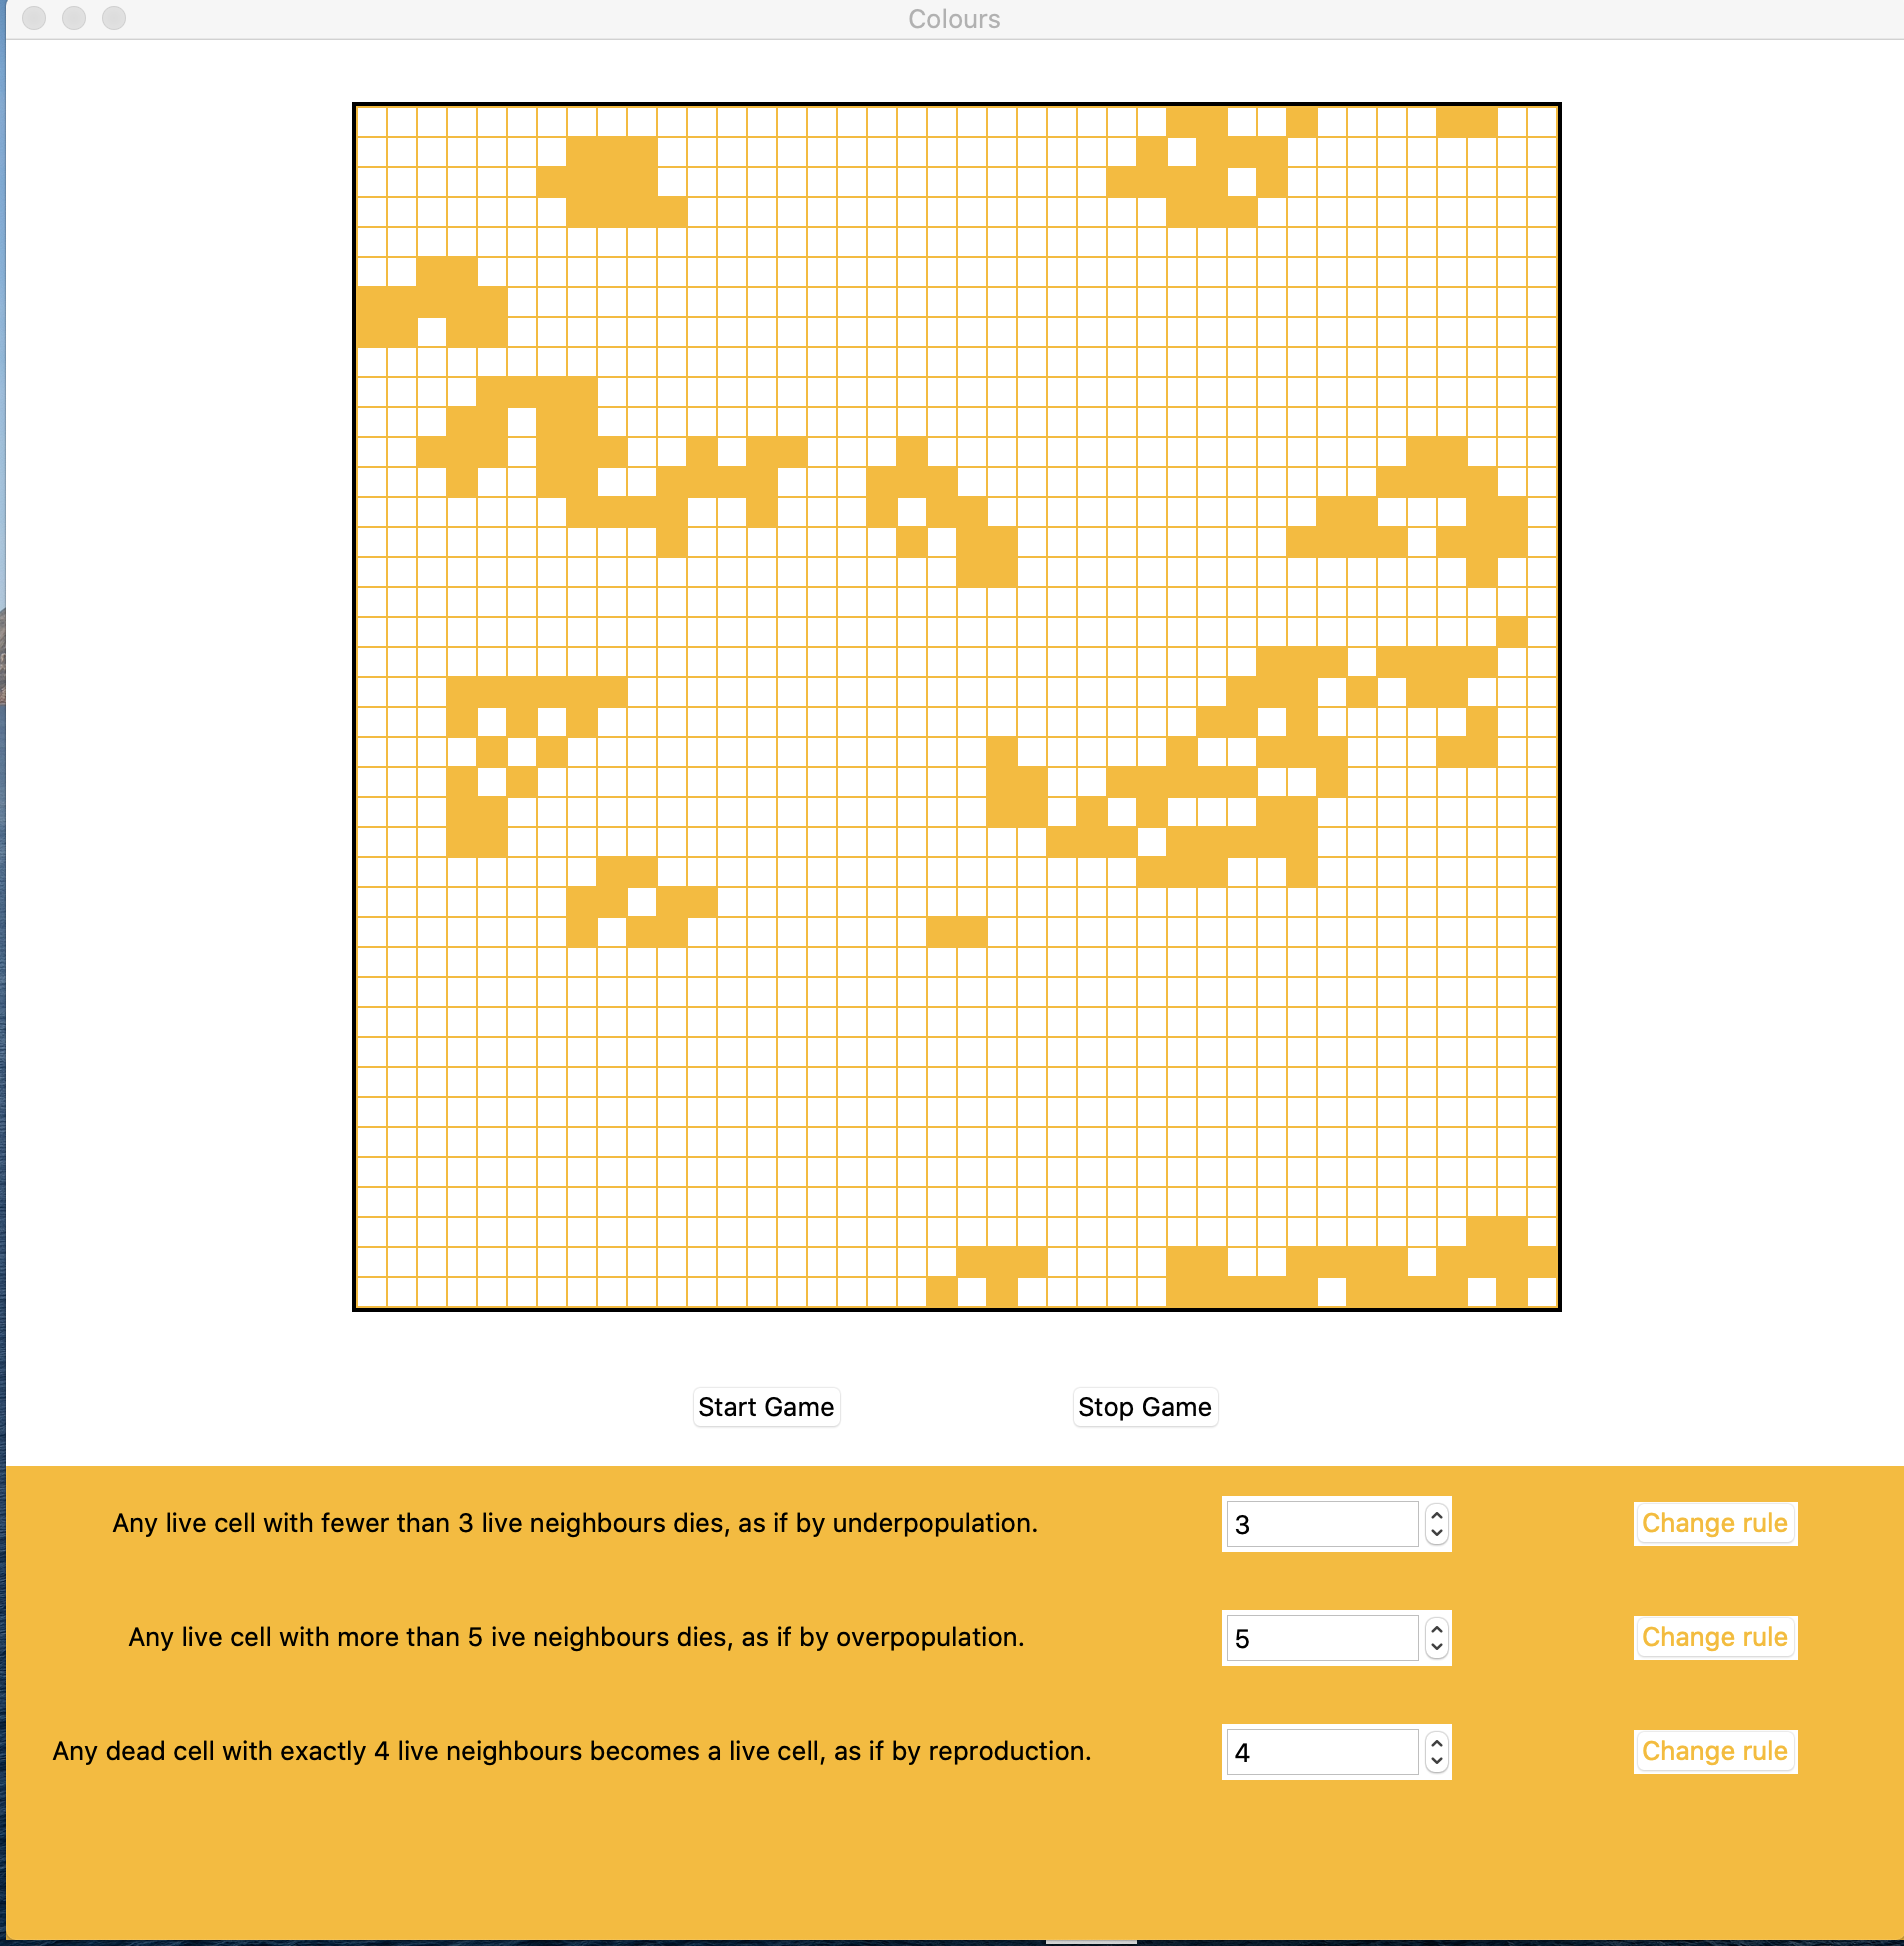 Colours
Start Game Stop Game
Any live cell with fewer than 3 live neighbours dies, as if by underpopulation. 3 Change rule
Any live cell with more than 5 ive neighbours dies, as if by overpopulation. 5 Change rule
Any dead cell with exactly 4 live neighbours becomes a live cell, as if by reproduction. 4 Change rule